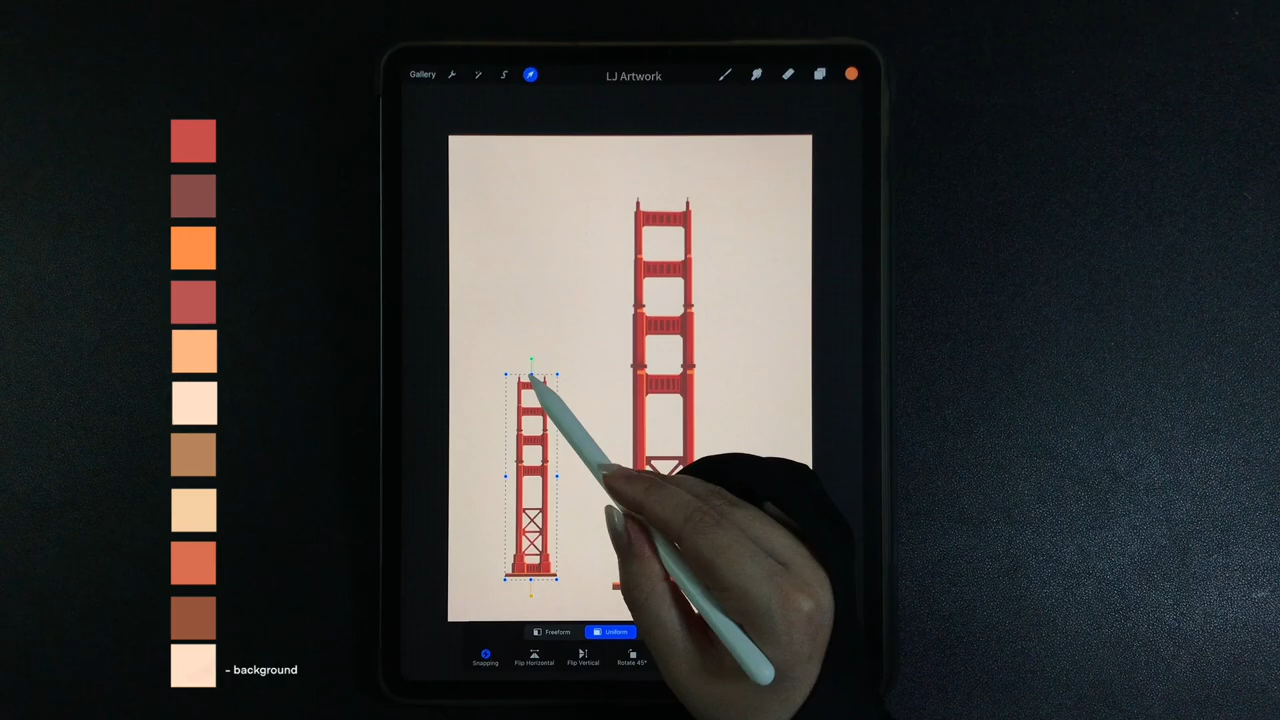 Gallery
LJ Artwork
Freeform
Uniform
Snapping
Flip Horizontal
Flip Vertical
Rotate 45°
- background